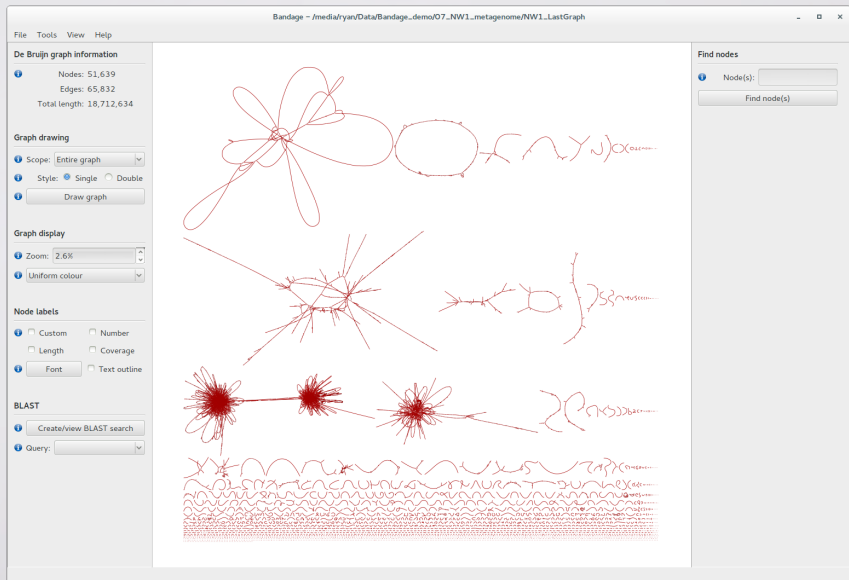 Bandage – /media/ryan/Data/Bandage_demo/07_NW1_metagenome/NW1_LastGraph
File Tools View Help
De Bruijn graph information
Nodes: 51,639
Edges: 65,832
Total length: 18,712,634
Graph drawing
Scope: Entire graph
Style: Single Double
Draw graph
Graph display
Zoom: 2.6%
Uniform colour
Node labels
Custom Number
Length Coverage
Font Text outline
BLAST
Create/view BLAST search
Query:
Find nodes
Node(s):
Find node(s)